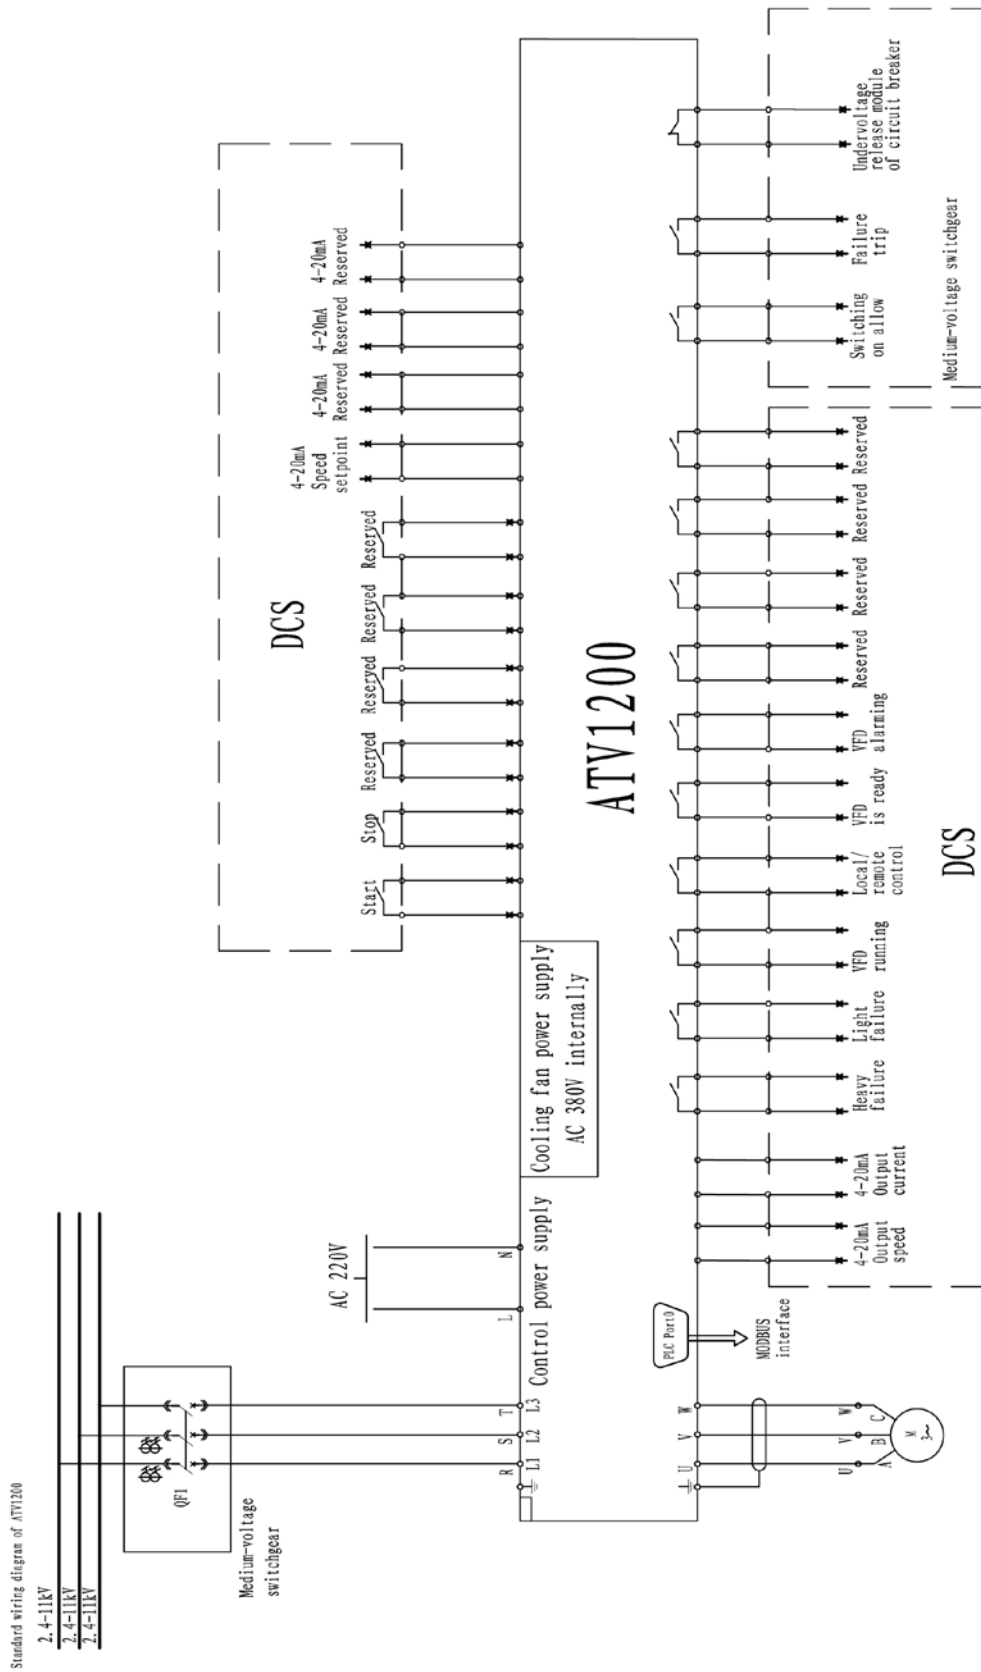 Standard wiring diagram of ATV1200
2.4-11kV
2.4-11kV
2.4-11kV
QF1
Medium-voltage
switchgear
AC 220V
L
N
R
S
T
L1
L2
L3
Control power supply
Cooling fan power supply
AC 380V internally
DCS
Start
Stop
Reserved
Reserved
Reserved
Reserved
4-20mA
Speed
setpoint
4-20mA
Reserved
4-20mA
Reserved
4-20mA
Reserved
ATV1200
U
V
W
U
V
W
A
B
C
M
3~
PLC Port0
MODBUS
interface
4-20mA
Output
speed
4-20mA
Output
current
Heavy
failure
Light
failure
VFD
running
Local/
remote
control
VFD
is ready
VFD
alarming
Reserved
Reserved
Reserved
Reserved
DCS
Switching
on allow
Failure
trip
Undervoltage
release module
of circuit breaker
Medium-voltage switchgear